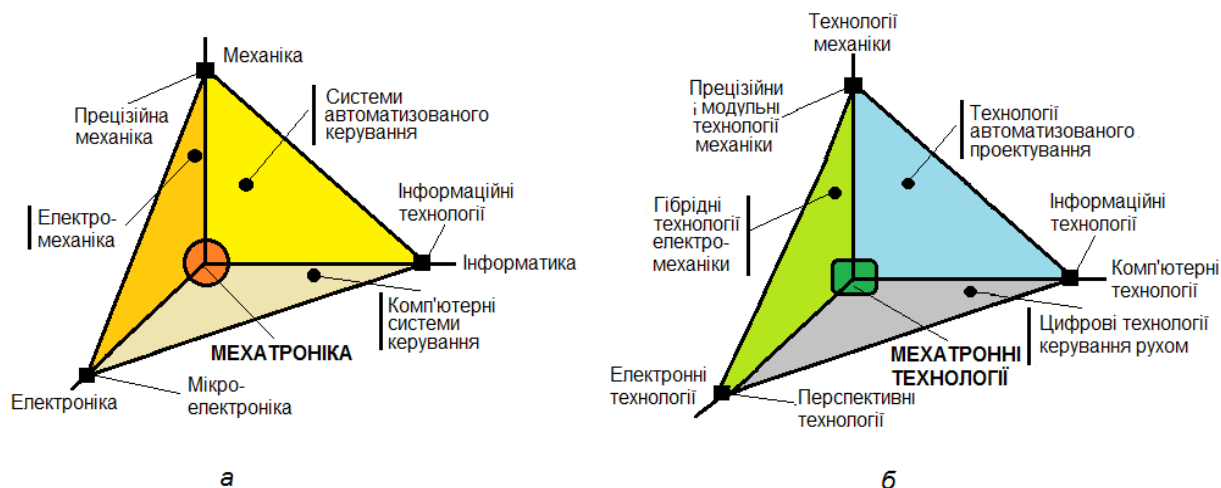 Механіка
Прецізійна
механіка
Системи
автоматизованого
керування
Електро-
механіка
Інформаційні
технології
Інформатика
Комп'ютерні
системи
керування
МЕХАТРОНІКА
Мікро-
електроніка
Електроніка
а
Технології
механіки
Прецізійни
і модульні
технології
механіки
Технології
автоматизованого
проектування
Гібрідні
технології
електро-
механіки
Інформаційні
технології
Комп'ютерні
технології
Цифрові технології
керування рухом
МЕХАТРОННІ
ТЕХНОЛОГІЇ
Електронні
технології
Перспективні
технології
б